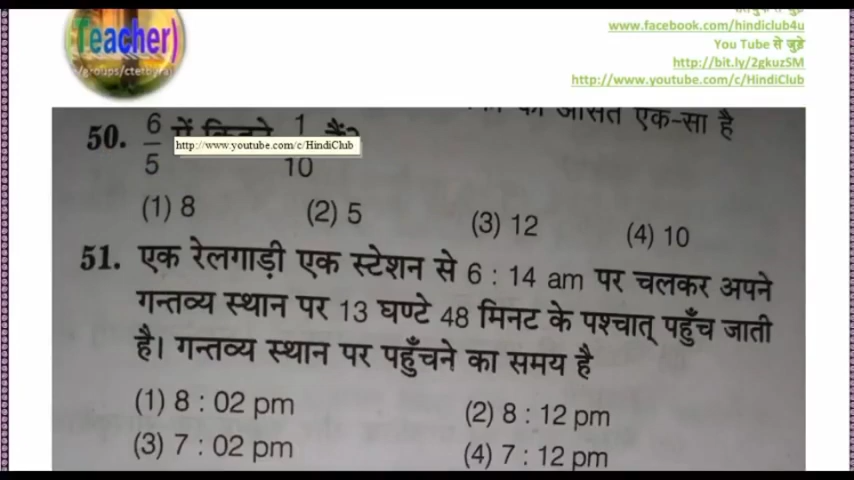 www.facebook.com/hindiclub4u
You Tube से जुड़े
http://bit.ly/2gkuzSM
http://www.youtube.com/c/HindiClub
(Teacher)
एक-सा है
50. 6/5 में कितने 1/10 हैं?
http://www.youtube.com/c/HindiClub
(1) 8 (2) 5 (3) 12 (4) 10
51. एक रेलगाड़ी एक स्टेशन से 6 : 14 am पर चलकर अपने
गन्तव्य स्थान पर 13 घण्टे 48 मिनट के पश्चात् पहुँच जाती
है। गन्तव्य स्थान पर पहुँचने का समय है
(1) 8 : 02 pm (2) 8 : 12 pm
(3) 7 : 02 pm (4) 7 : 12 pm